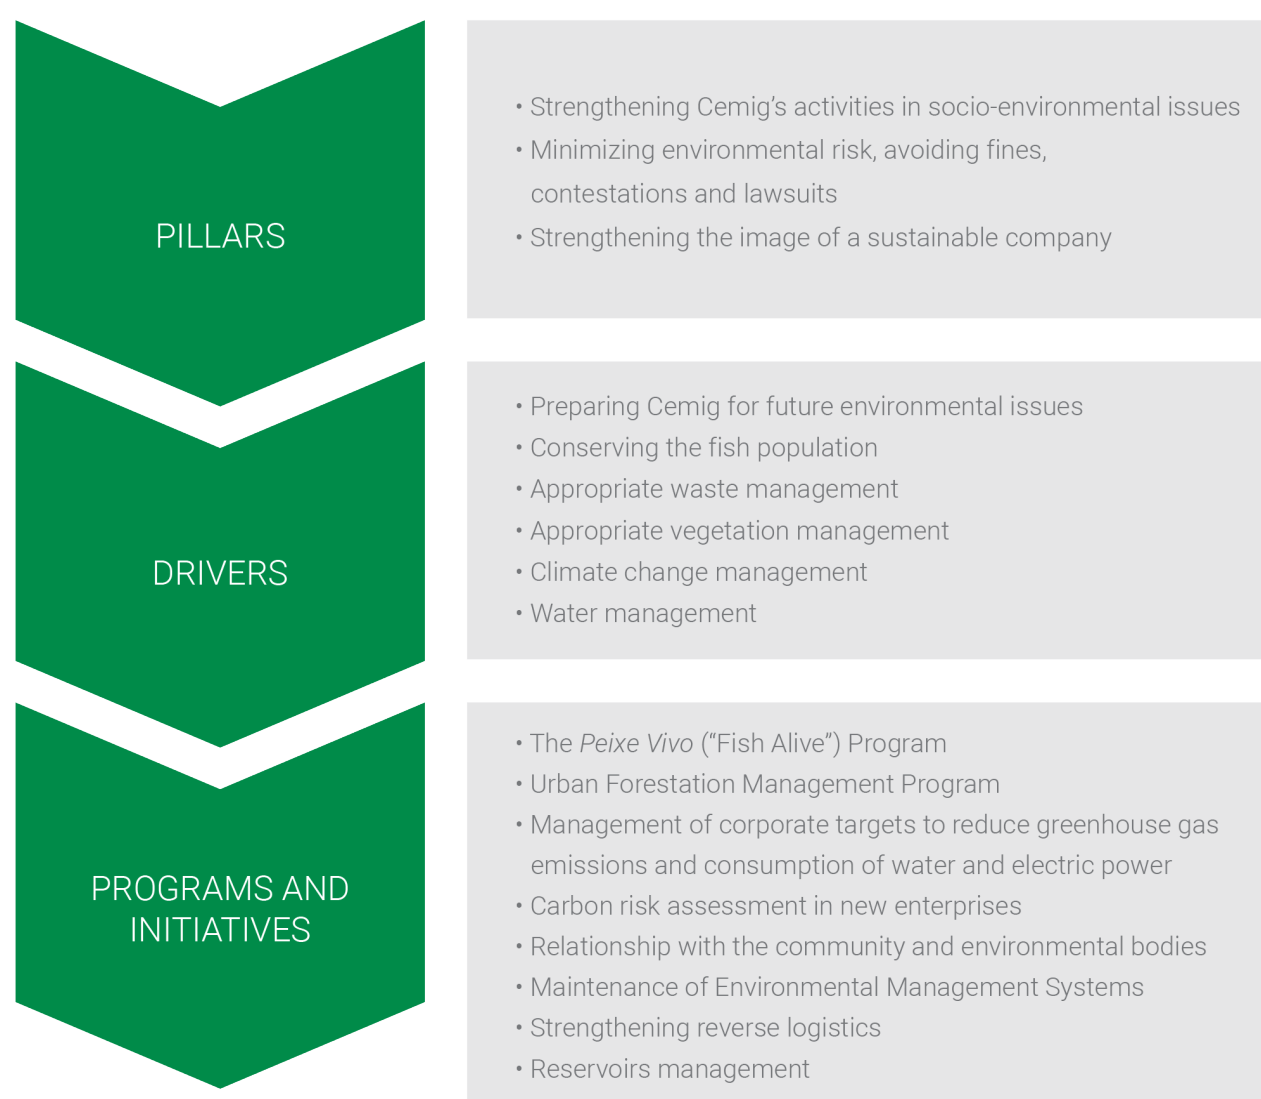 PILLARS
• Strengthening Cemig’s activities in socio-environmental issues
• Minimizing environmental risk, avoiding fines,
contestations and lawsuits
• Strengthening the image of a sustainable company
DRIVERS
• Preparing Cemig for future environmental issues
• Conserving the fish population
• Appropriate waste management
• Appropriate vegetation management
• Climate change management
• Water management
PROGRAMS AND
INITIATIVES
• The Peixe Vivo (“Fish Alive”) Program
• Urban Forestation Management Program
• Management of corporate targets to reduce greenhouse gas
emissions and consumption of water and electric power
• Carbon risk assessment in new enterprises
• Relationship with the community and environmental bodies
• Maintenance of Environmental Management Systems
• Strengthening reverse logistics
• Reservoirs management